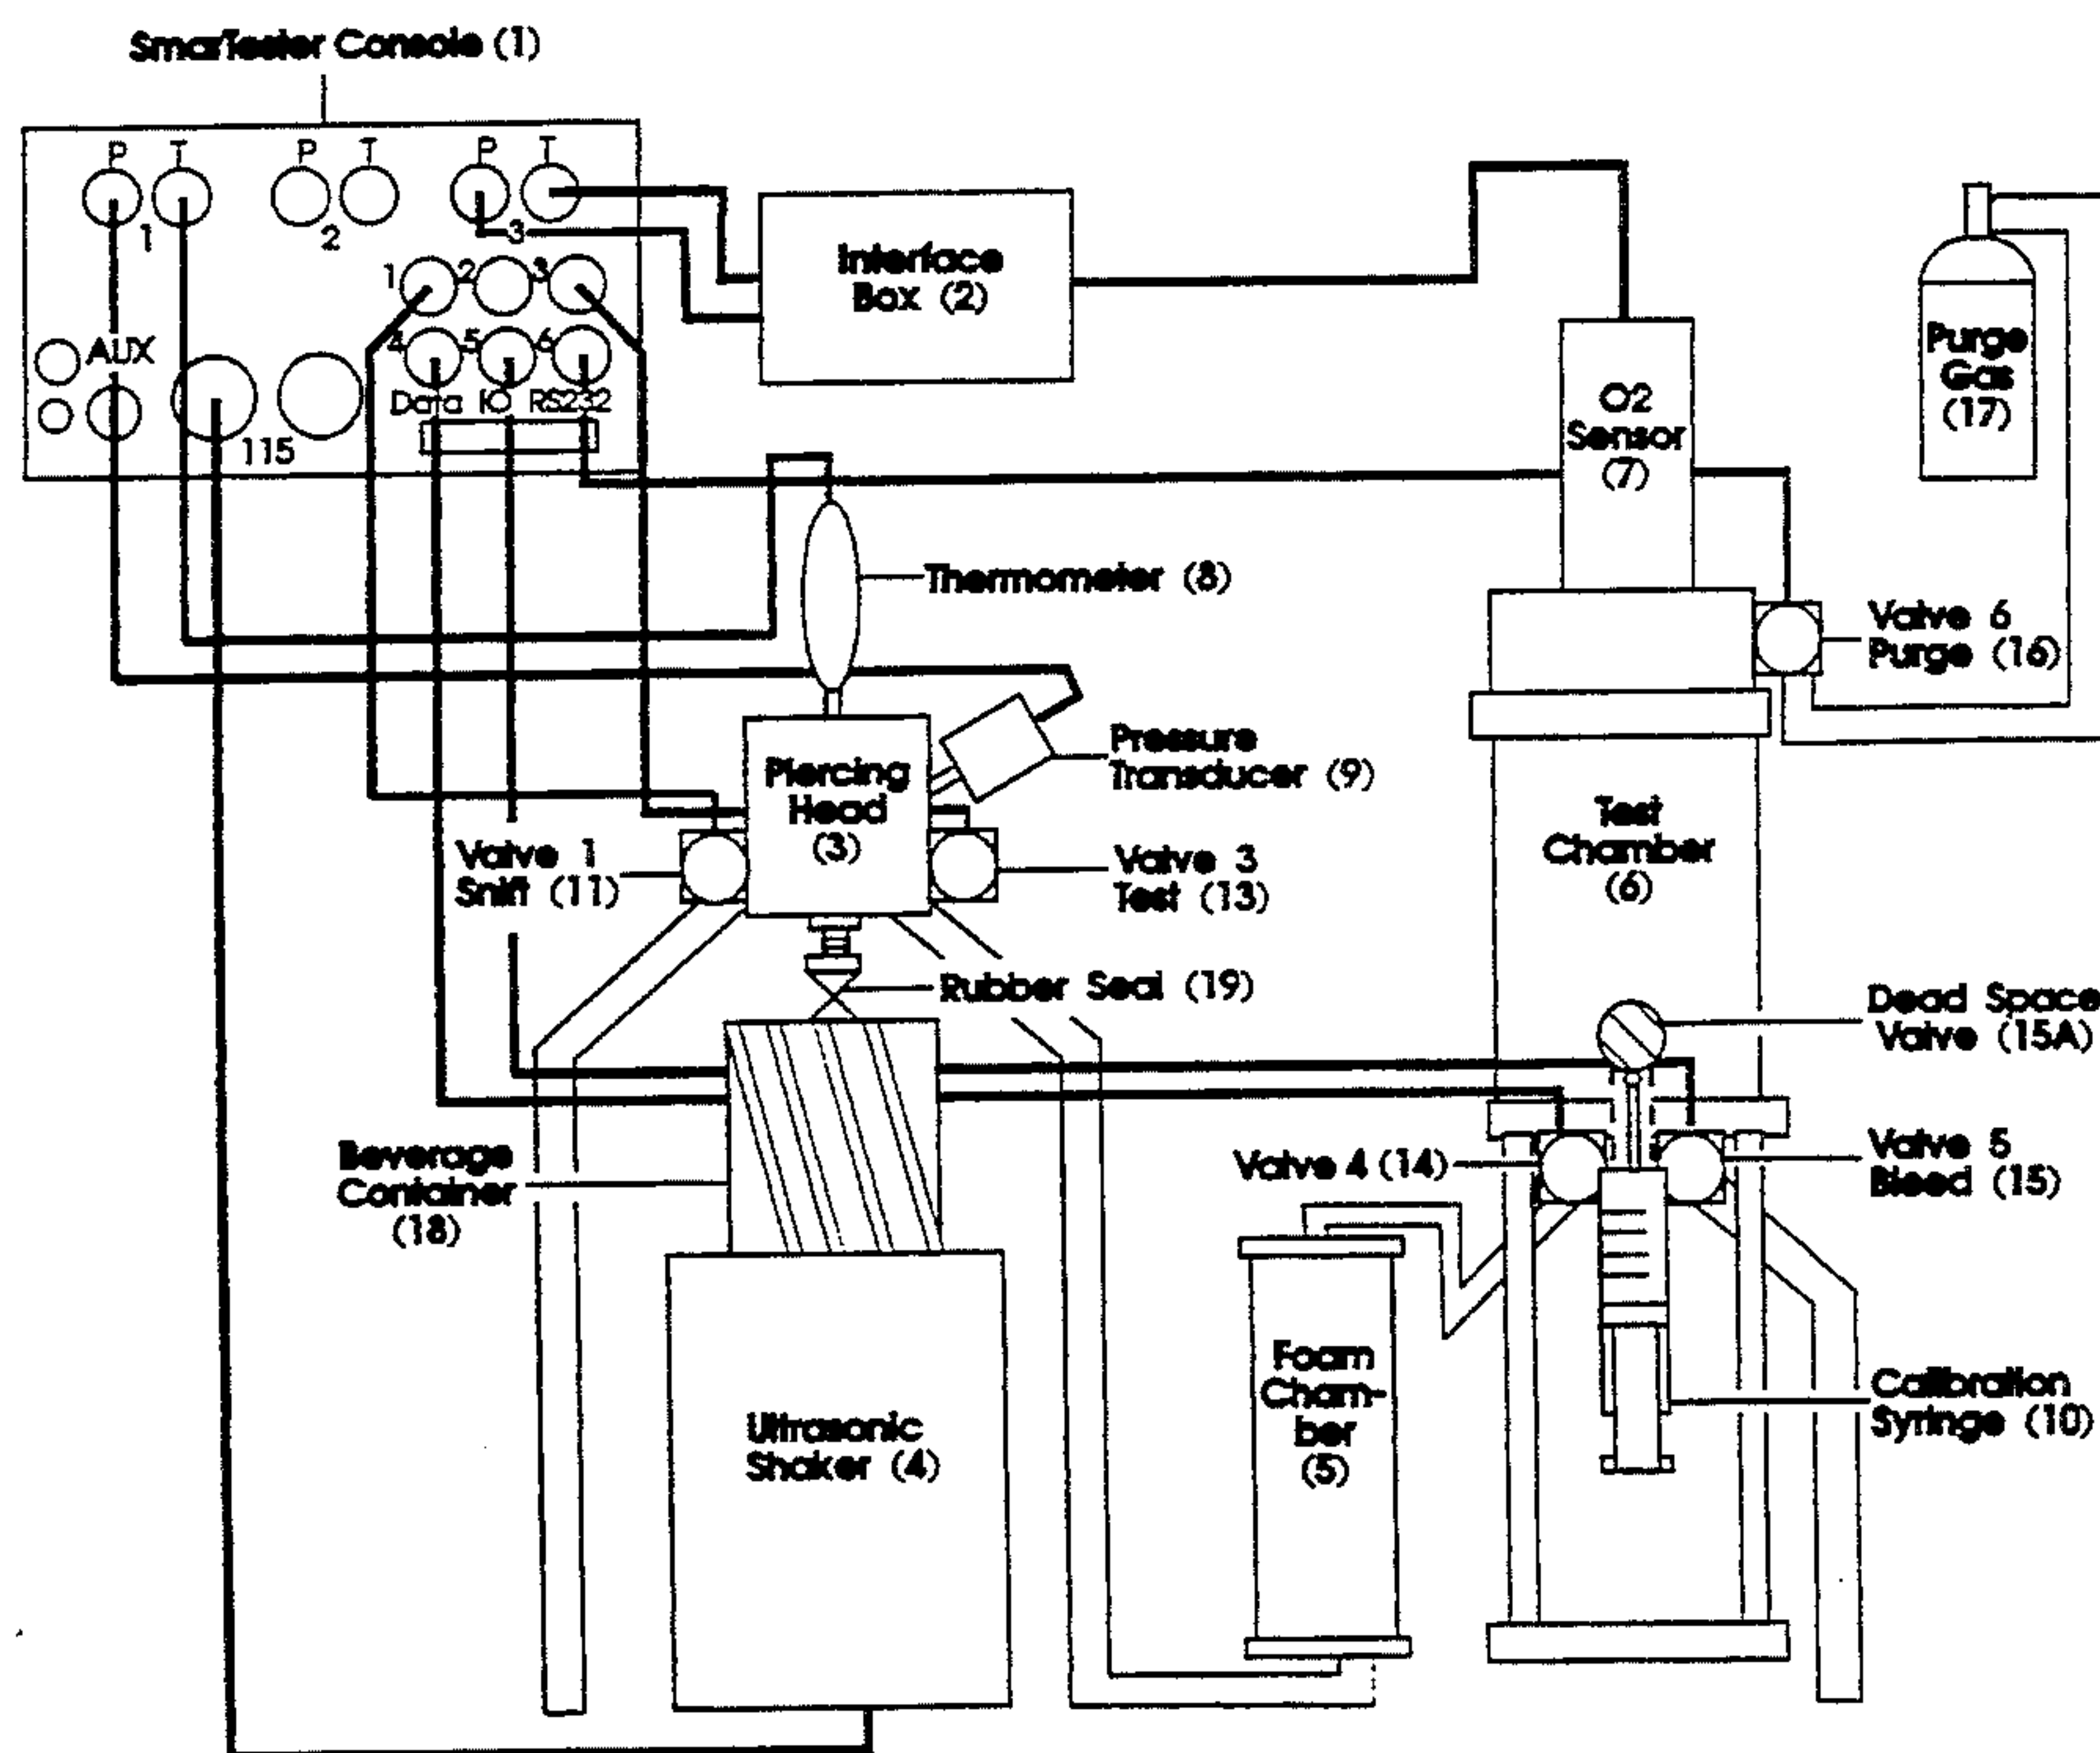 SmarTester Console (1)
P T P T P T
1 2 3
1 2 3
4 5 6
AUX
Data IO RS232
115
Interface
Box (2)
O2
Sensor
(7)
Purge
Gas
(17)
Thermometer (8)
Valve 6
Purge (16)
Pressure
Transducer (9)
Piercing
Head
(3)
Test
Chamber
(6)
Valve 1
Sniff (11)
Valve 3
Test (13)
Rubber Seal (19)
Dead Space
Valve (15A)
Beverage
Container
(18)
Valve 4 (14)
Valve 5
Bleed (15)
Foam
Cham-
ber
(5)
Calibration
Syringe (10)
Ultrasonic
Shaker (4)